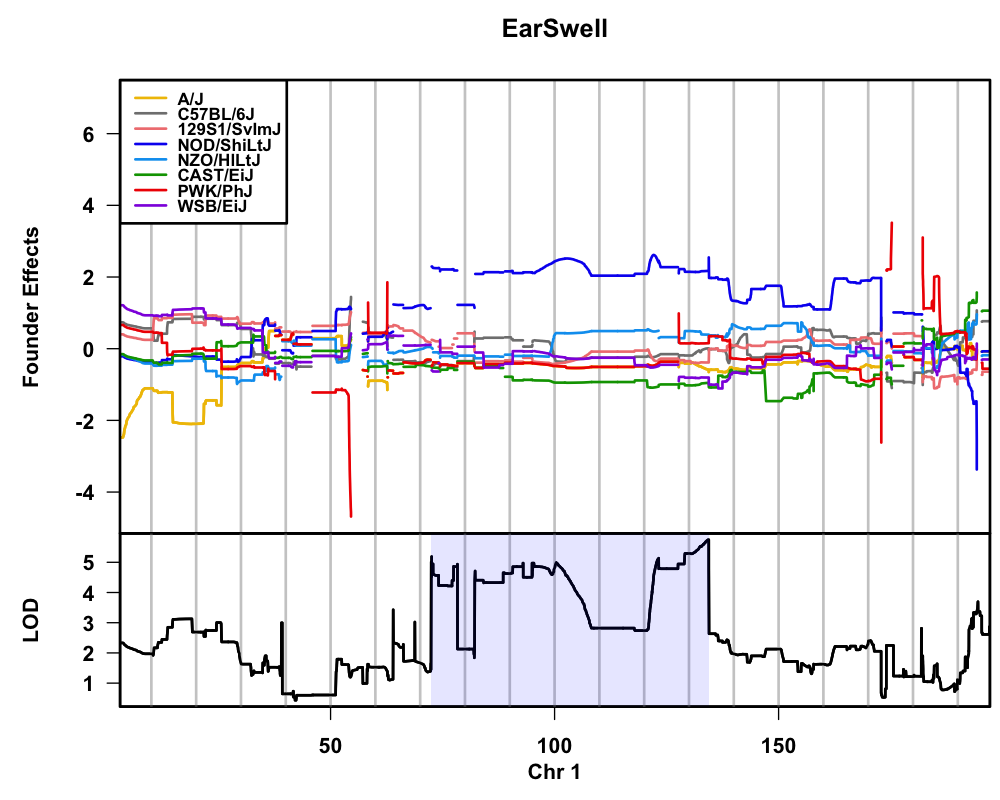 EarSwell
A/J
C57BL/6J
129S1/SvImJ
NOD/ShiLtJ
NZO/HlLtJ
CAST/EiJ
PWK/PhJ
WSB/EiJ
Founder Effects
6
4
2
0
-2
-4
LOD
5
4
3
2
1
50 100 150
Chr 1